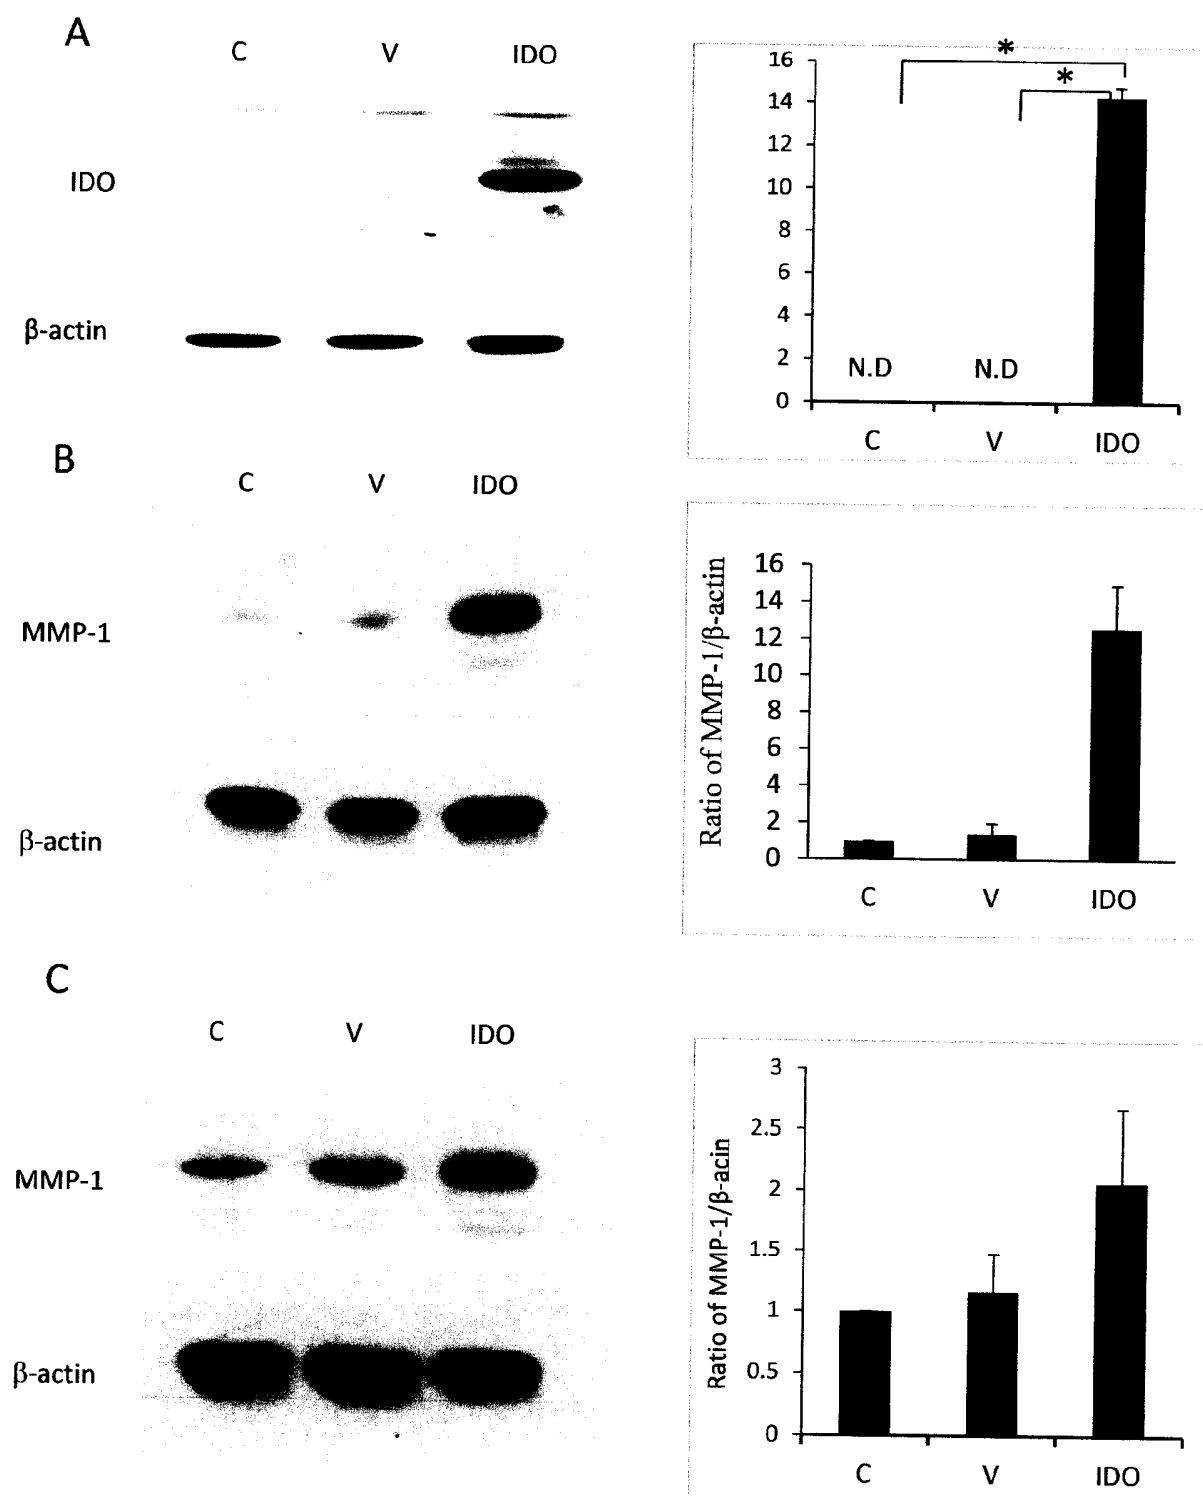 A
C V IDO
IDO
β-actin
*
*
16
14
12
10
8
6
4
2
0
N.D N.D
C V IDO
B
C V IDO
MMP-1
β-actin
Ratio of MMP-1/β-actin
16
14
12
10
8
6
4
2
0
C V IDO
C
C V IDO
MMP-1
β-actin
Ratio of MMP-1/β-acin
3
2.5
2
1.5
1
0.5
0
C V IDO